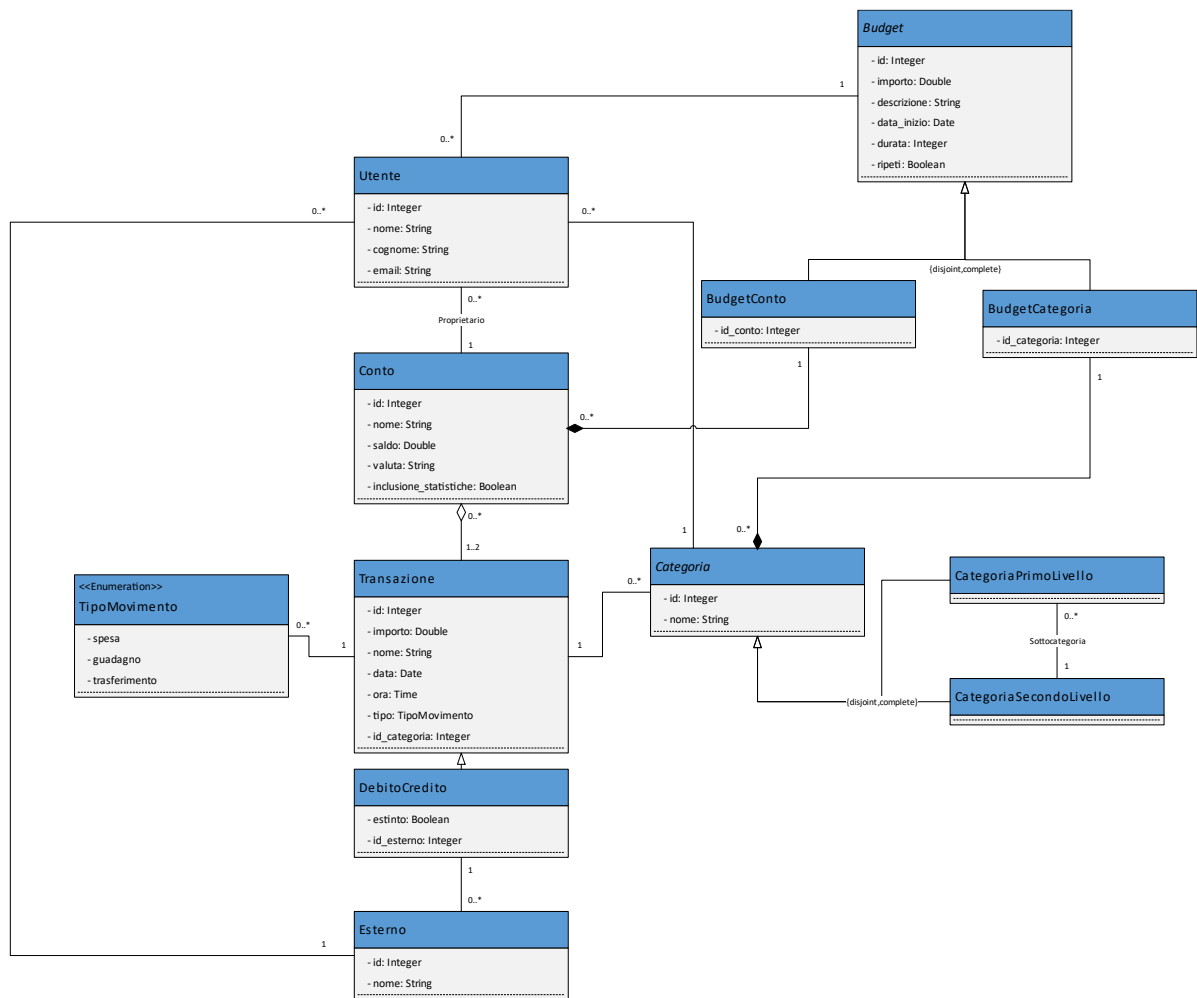 Budget
- id: Integer
- importo: Double
- descrizione: String
- data_inizio: Date
- durata: Integer
- ripeti: Boolean
1
0..*
Utente
- id: Integer
- nome: String
- cognome: String
- email: String
0..*
0..*
{disjoint,complete}
BudgetConto
- id_conto: Integer
BudgetCategoria
- id_categoria: Integer
0..*
Proprietario
1
1
1
Conto
- id: Integer
- nome: String
- saldo: Double
- valuta: String
- inclusione_statistiche: Boolean
0..*
0..*
1..2
1
0..*
<<Enumeration>>
TipoMovimento
- spesa
- guadagno
- trasferimento
0..*
1
Transazione
- id: Integer
- importo: Double
- nome: String
- data: Date
- ora: Time
- tipo: TipoMovimento
- id_categoria: Integer
1
0..*
Categoria
- id: Integer
- nome: String
CategoriaPrimoLivello
0..*
Sottocategoria
1
CategoriaSecondoLivello
{disjoint,complete}
DebitoCredito
- estinto: Boolean
- id_esterno: Integer
1
0..*
1
Esterno
- id: Integer
- nome: String